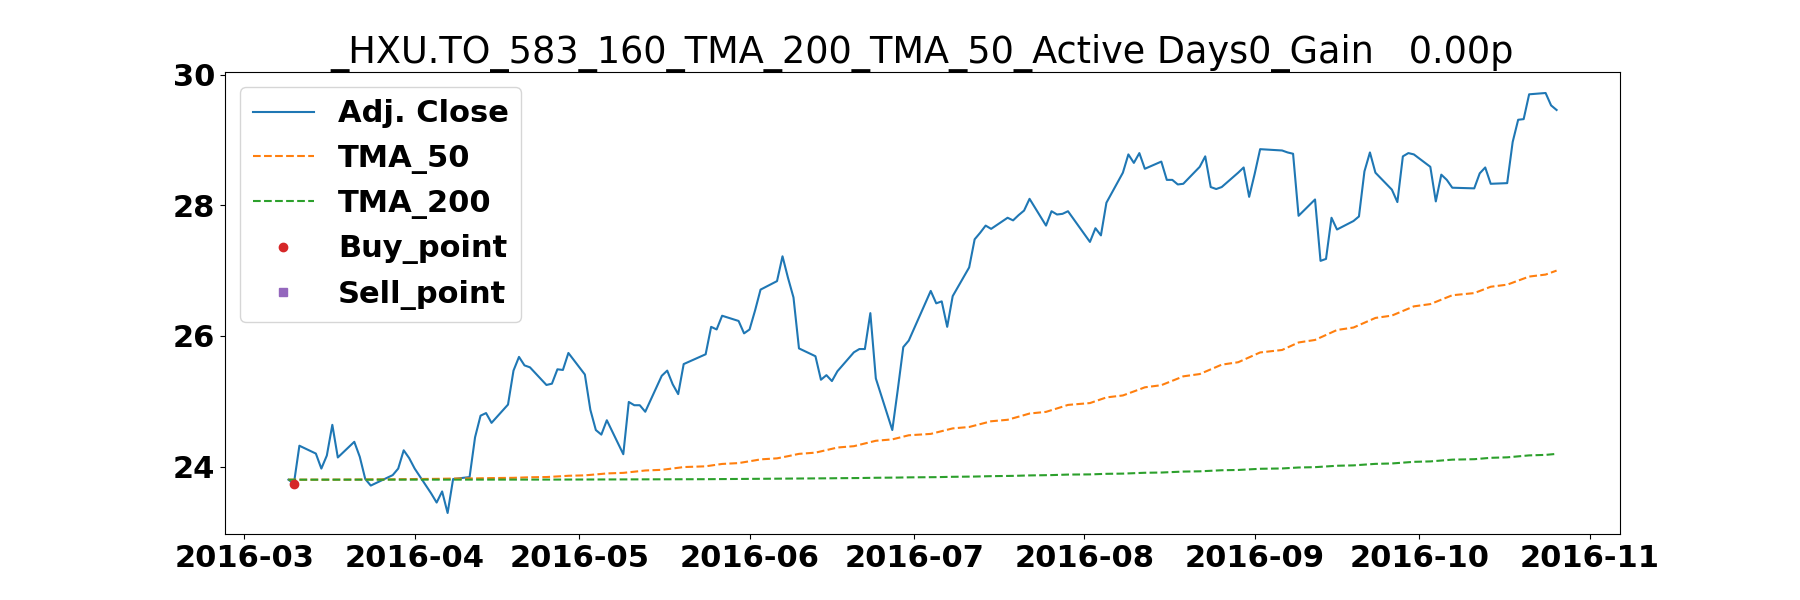 _HXU.TO_583_160_TMA_200_TMA_50_Active Days0_Gain   0.00p
30
28
26
24
Adj. Close
TMA_50
TMA_200
Buy_point
Sell_point
2016-03 2016-04 2016-05 2016-06 2016-07 2016-08 2016-09 2016-10 2016-11